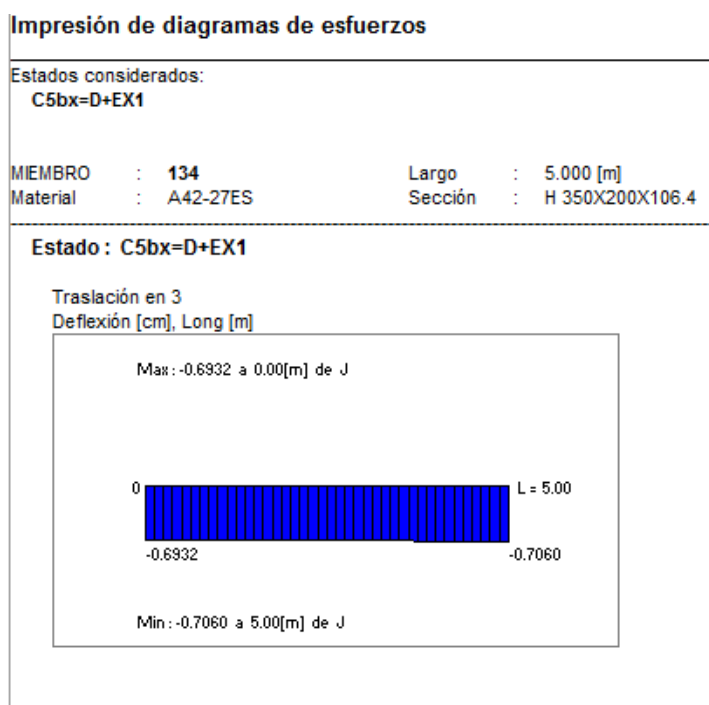 Impresión de diagramas de esfuerzos
Estados considerados:
C5bx=D+EX1
MIEMBRO : 134 Largo : 5.000 [m]
Material : A42-27ES Sección : H 350X200X106.4
Estado : C5bx=D+EX1
Traslación en 3
Deflexión [cm], Long [m]
Max:-0.6932 a 0.00[m] de J
0 L = 5.00
-0.6932 -0.7060
Min:-0.7060 a 5.00[m] de J